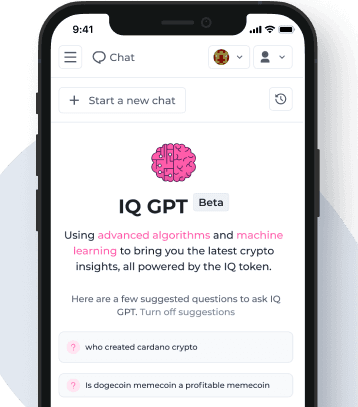 9:41
Chat
+ Start a new chat
IQ GPT Beta
Using advanced algorithms and machine
learning to bring you the latest crypto
insights, all powered by the IQ token.
Here are a few suggested questions to ask IQ
GPT. Turn off suggestions
? who created cardano crypto
? Is dogecoin memecoin a profitable memecoin